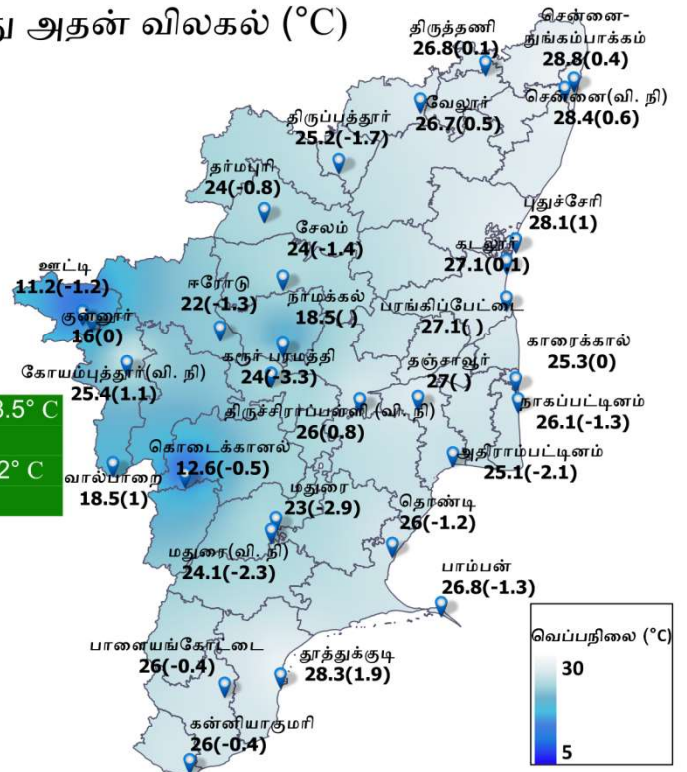 து அதன் விலகல் (°C)
திருத்தணி
26.8(0.1)
சென்னை-
நுங்கம்பாக்கம்
28.8(0.4)
சென்னை(வி. நி)
28.4(0.6)
வேலூர்
26.7(0.5)
திருப்பத்தூர்
25.2(-1.7)
தர்மபுரி
24(-0.8)
சேலம்
24(-1.4)
புதுச்சேரி
28.1(1)
கடலூர்
27.1(0.1)
ஊட்டி
11.2(-1.2)
குன்னூர்
16(0)
ஈரோடு
22(-1.3)
நாமக்கல்
18.5( )
பரங்கிப்பேட்டை
27.1( )
காரைக்கால்
25.3(0)
கோயம்புத்தூர்(வி. நி)
25.4(1.1)
கரூர் பரமத்தி
24(-3.3)
தஞ்சாவூர்
27( )
நாகப்பட்டினம்
26.1(-1.3)
3.5° C
2° C
திருச்சிராப்பள்ளி (வி. நி)
26(0.8)
கொடைக்கானல்
12.6(-0.5)
அதிராம்பட்டினம்
25.1(-2.1)
வால்பாறை
18.5(1)
மதுரை
23(-2.9)
தொண்டி
26(-1.2)
மதுரை(வி. நி)
24.1(-2.3)
பாம்பன்
26.8(-1.3)
வெப்பநிலை (°C)
30
5
பாளையங்கோட்டை
26(-0.4)
தூத்துக்குடி
28.3(1.9)
கன்னியாகுமரி
26(-0.4)